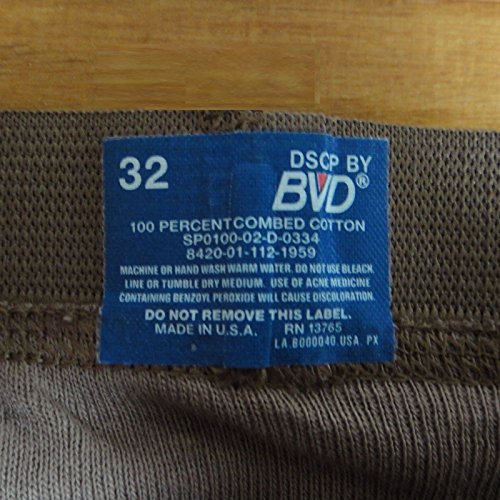 32
DSCP BY
BVD®
100 PERCENT COMBED COTTON
SP0100-02-D-0334
8420-01-112-1959
MACHINE OR HAND WASH WARM WATER. DO NOT USE BLEACH.
LINE OR TUMBLE DRY MEDIUM. USE OF ACNE MEDICINE
CONTAINING BENZOYL PEROXIDE WILL CAUSE DISCOLORATION.
DO NOT REMOVE THIS LABEL.
MADE IN U.S.A. RN 13765
LA.B000040.USA. PX